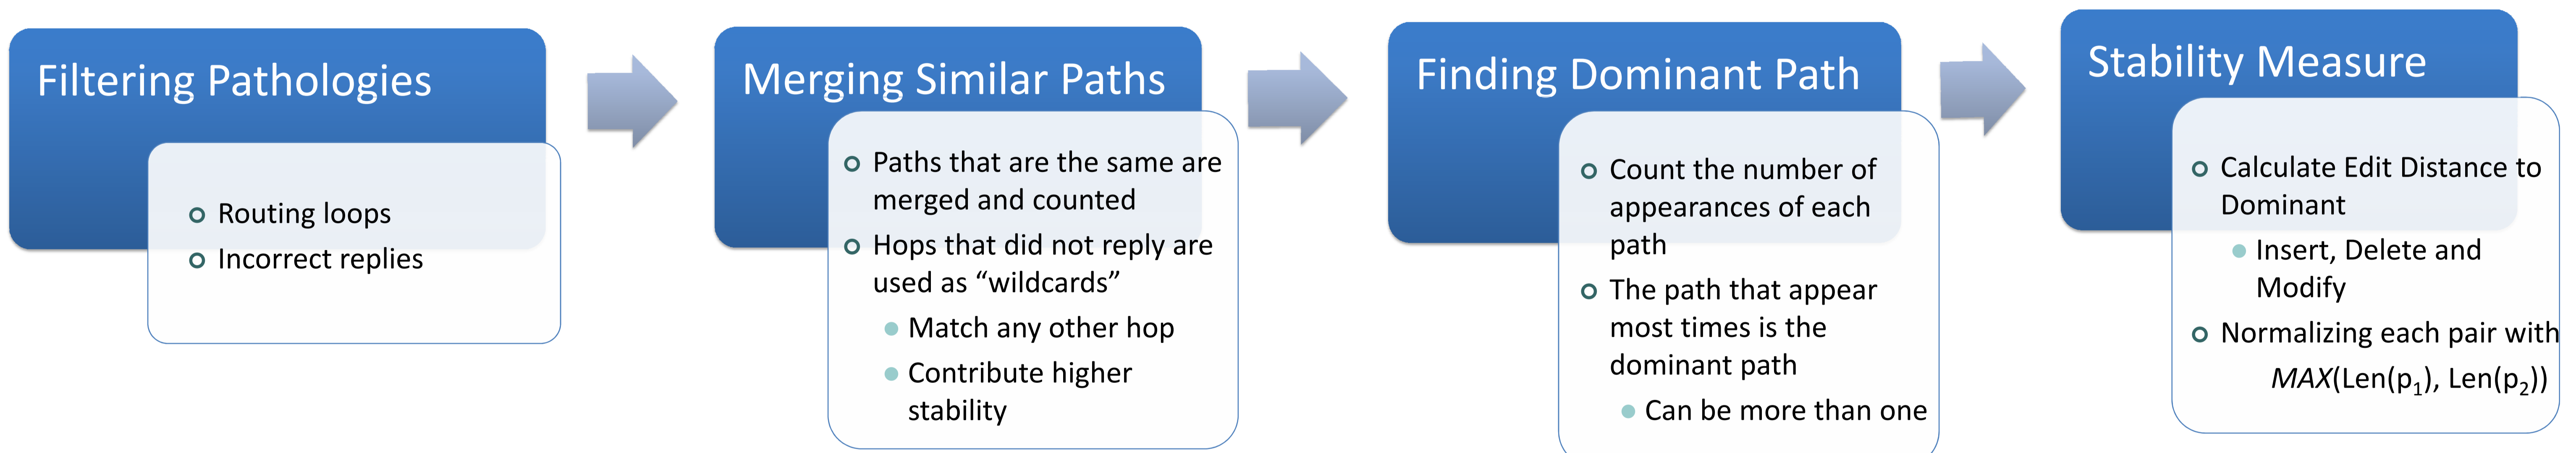 Filtering Pathologies
Routing loops
Incorrect replies
Merging Similar Paths
Paths that are the same are
merged and counted
Hops that did not reply are
used as “wildcards”
Match any other hop
Contribute higher
stability
Finding Dominant Path
Count the number of
appearances of each
path
The path that appear
most times is the
dominant path
Can be more than one
Stability Measure
Calculate Edit Distance to
Dominant
Insert, Delete and
Modify
Normalizing each pair with
MAX(Len(p₁), Len(p₂))